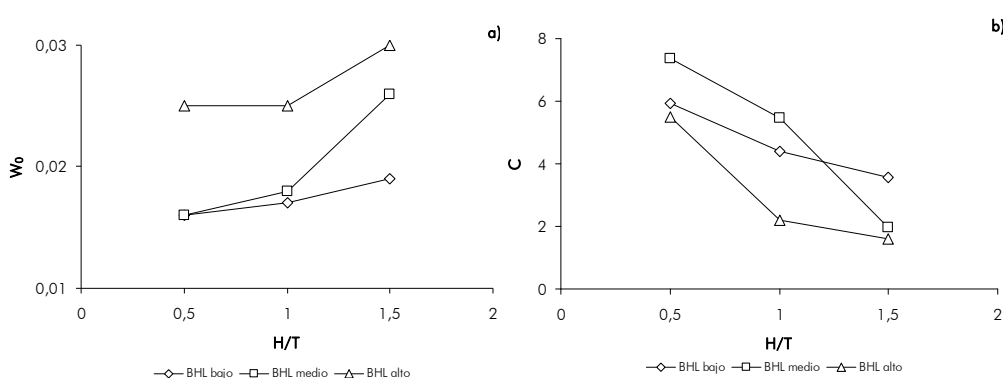 a)
0,03
0,02
0,01
W₀
0
0,5
1
1,5
2
H/T
BHL bajo BHL medio BHL alto
b)
8
6
4
2
0
C
0
0,5
1
1,5
2
H/T
BHL bajo BHL medio BHL alto